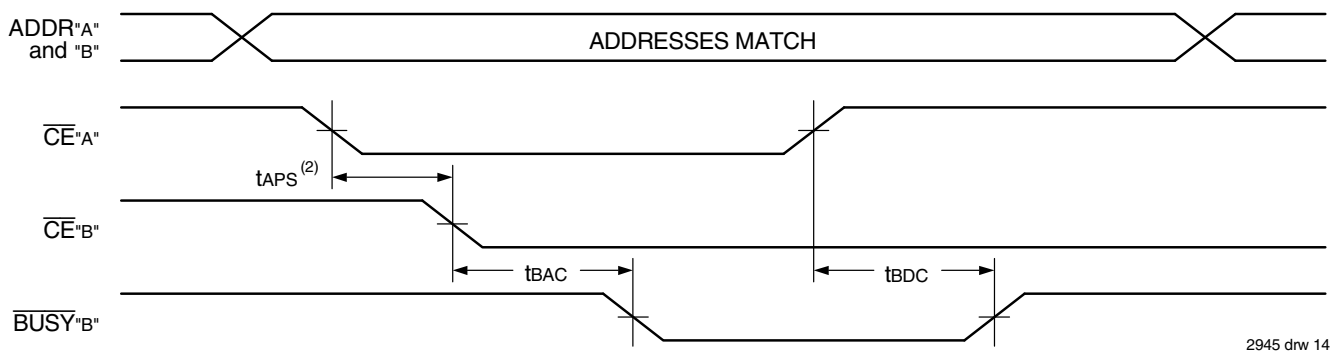 ADDR"A"
and "B"
ADDRESSES MATCH
CE"A"
tAPS(2)
CE"B"
tBAC
tBDC
BUSY"B"
2945 drw 14